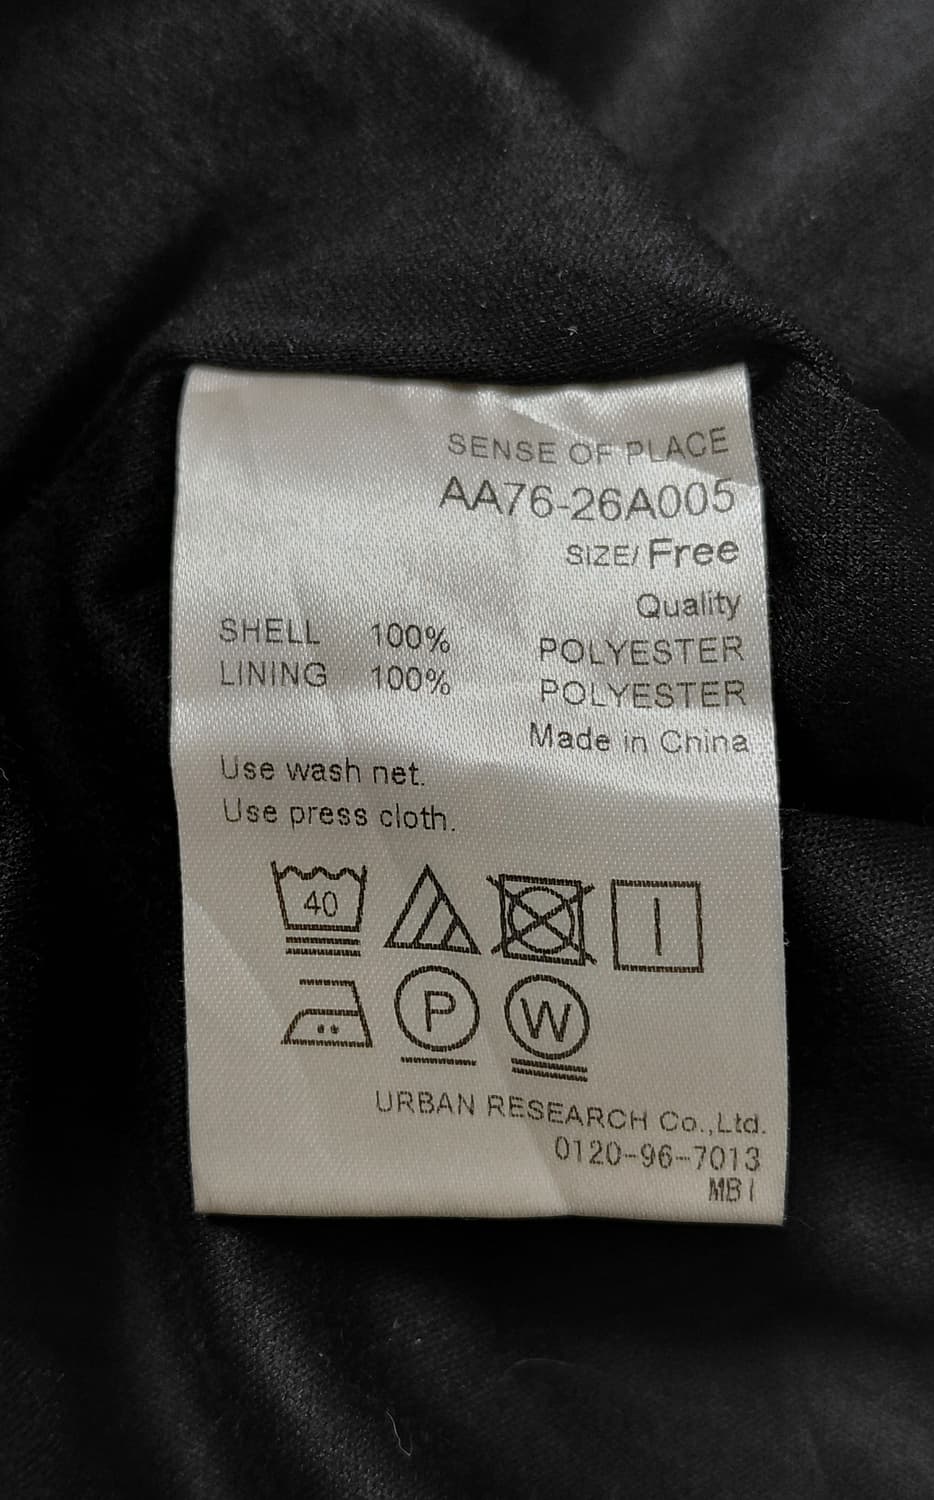 SENSE OF PLACE
AA76-26A005
SIZE/ Free
Quality
SHELL 100% POLYESTER
LINING 100% POLYESTER
Made in China
Use wash net.
Use press cloth.
40
P W
URBAN RESEARCH Co.,Ltd.
0120-96-7013
MBI